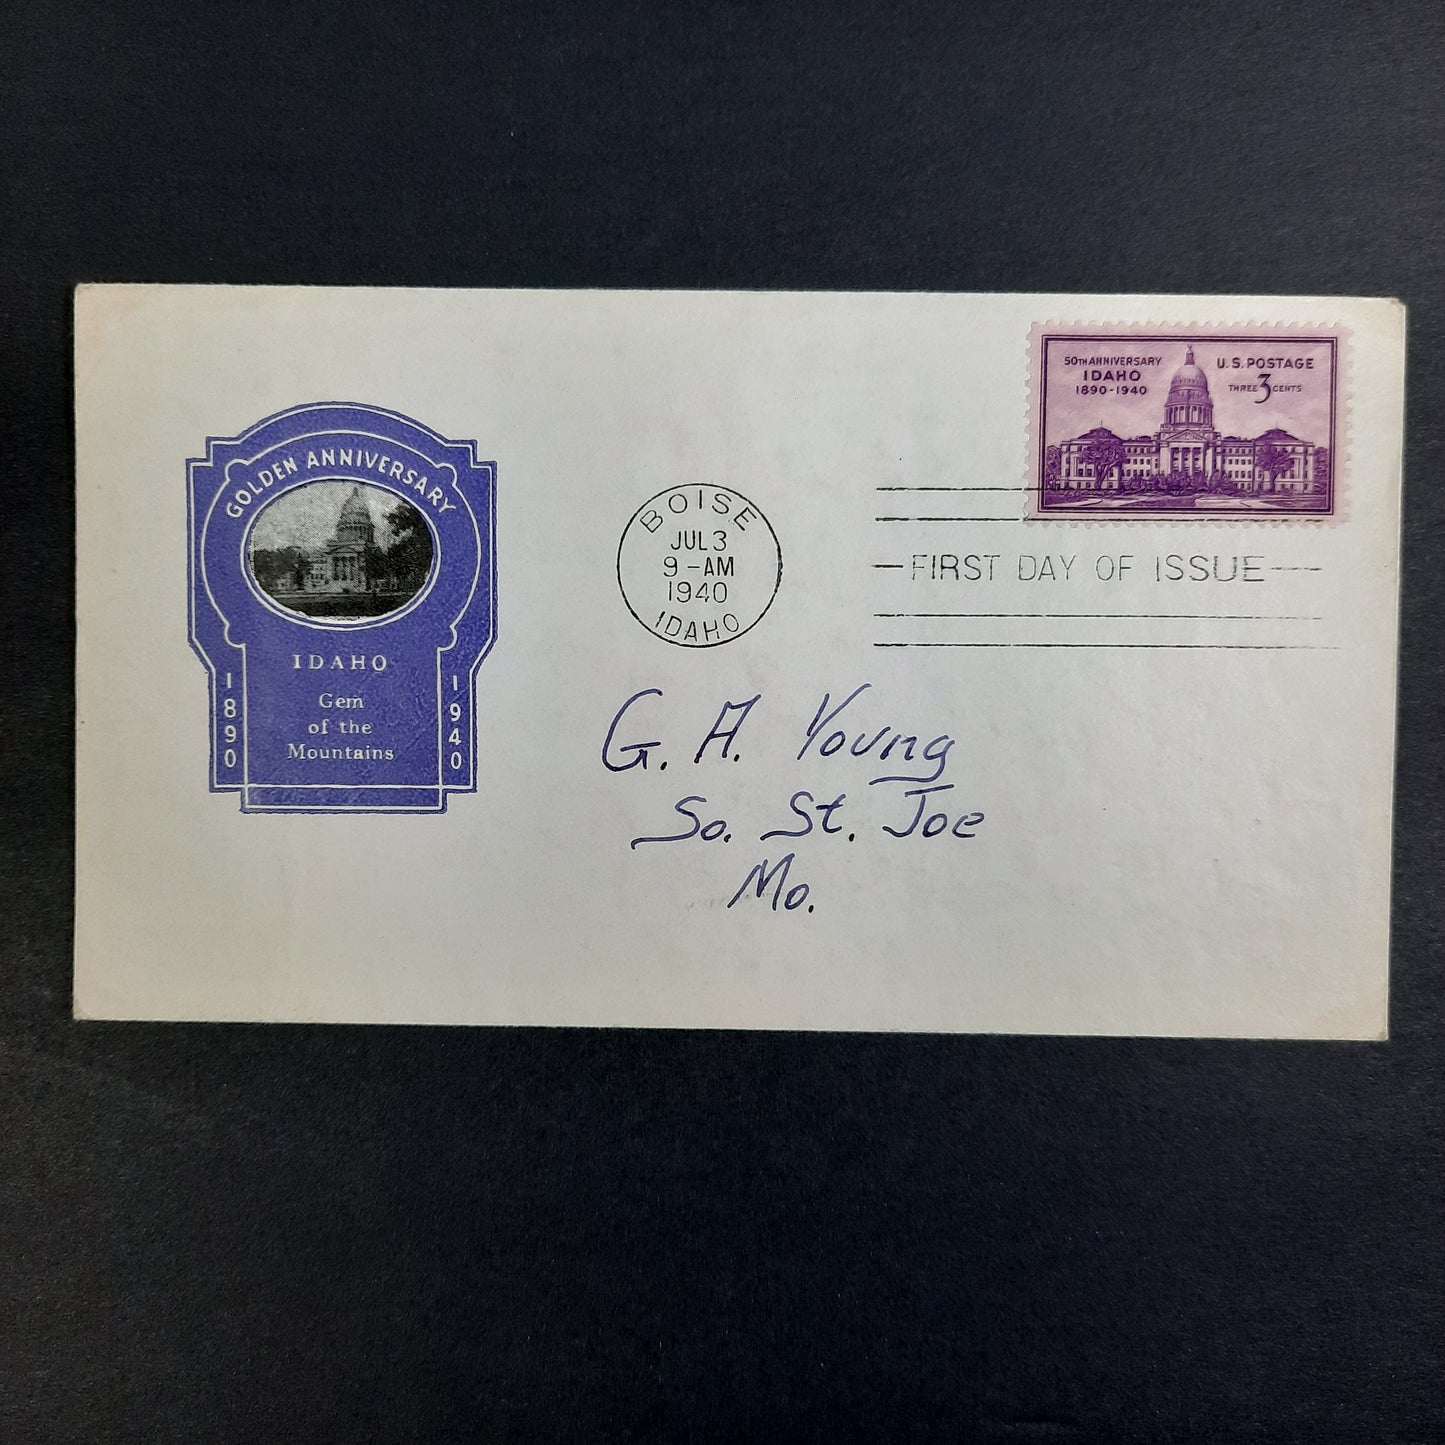 50TH ANNIVERSARY
IDAHO
1890-1940
U.S. POSTAGE
THREE 3 CENTS
GOLDEN ANNIVERSARY
IDAHO
Gem
of the
Mountains
1890
1940
BOISE
JUL 3
9-AM
1940
IDAHO
FIRST DAY OF ISSUE
G. A. Young
So. St. Joe
Mo.